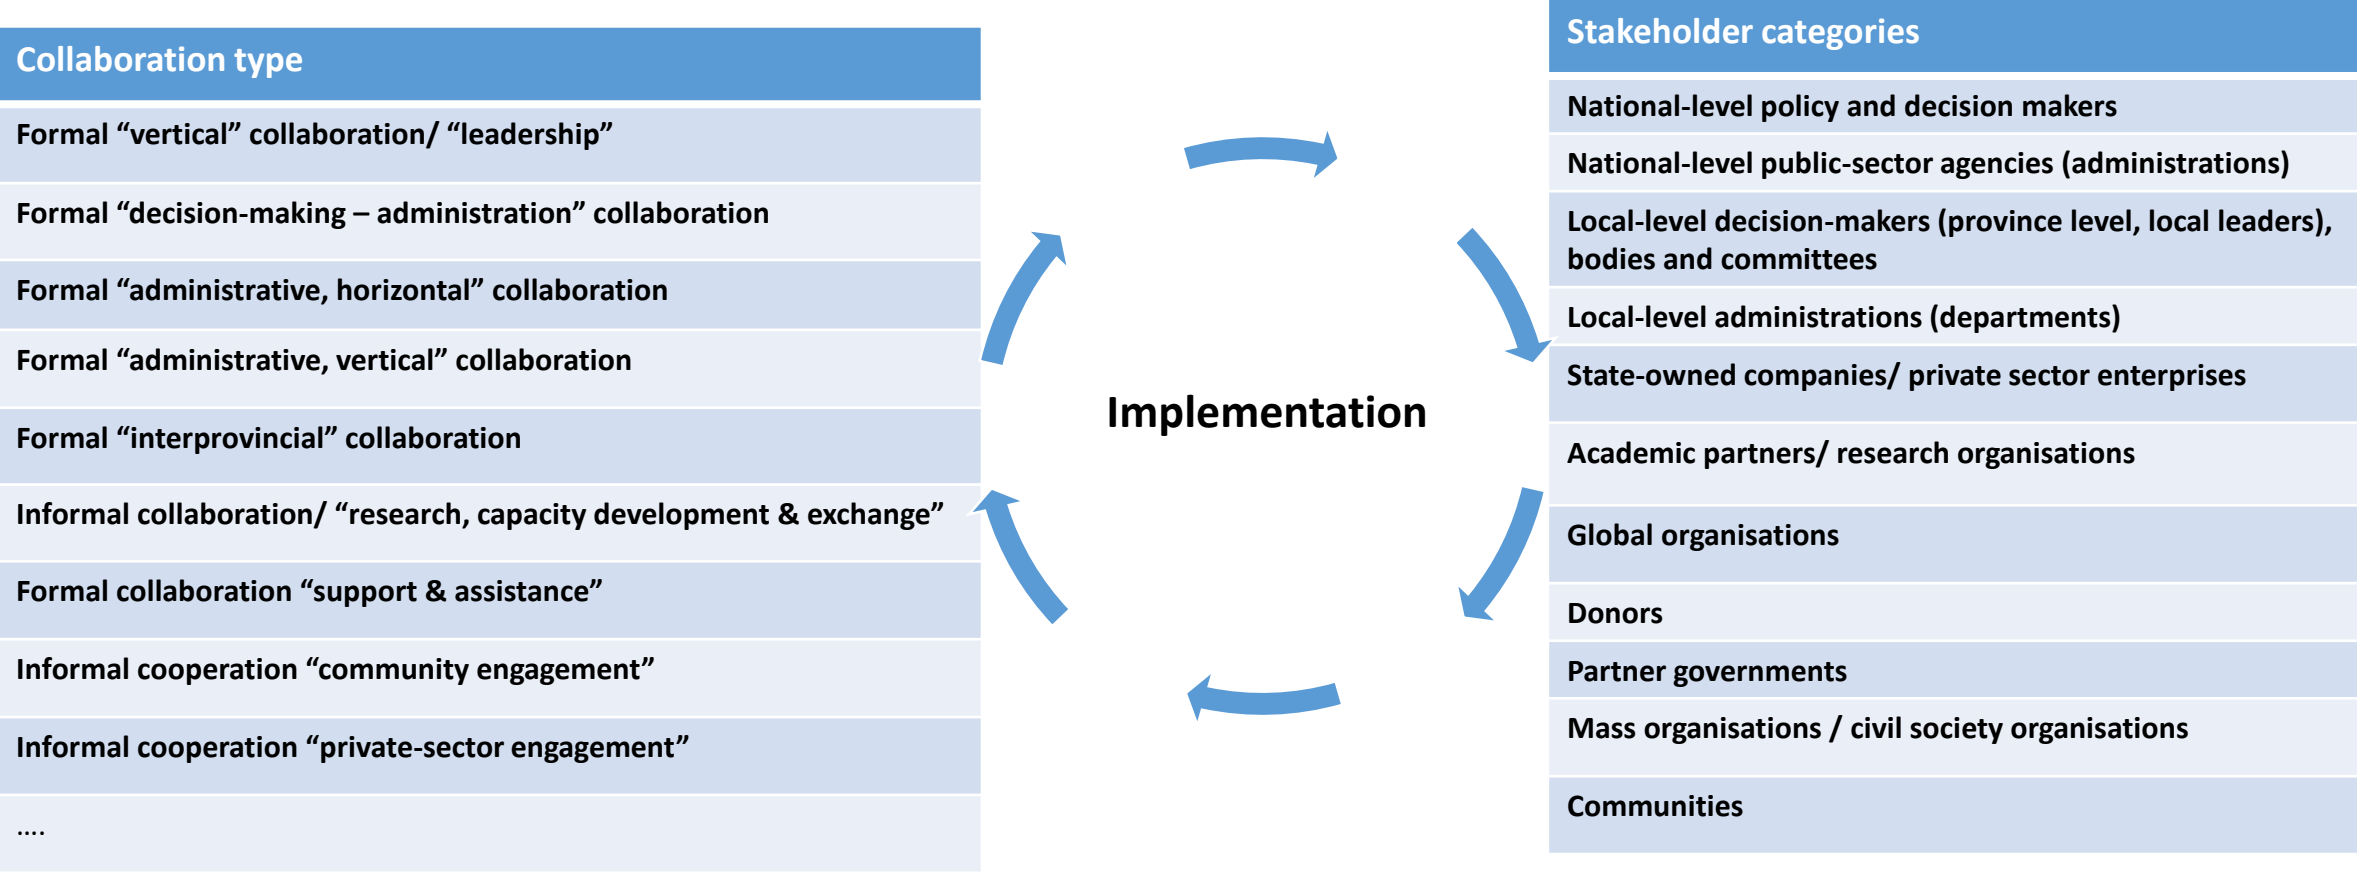 Collaboration type
Formal “vertical” collaboration/ “leadership”
Formal “decision-making – administration” collaboration
Formal “administrative, horizontal” collaboration
Formal “administrative, vertical” collaboration
Formal “interprovincial” collaboration
Informal collaboration/ “research, capacity development & exchange”
Formal collaboration “support & assistance”
Informal cooperation “community engagement”
Informal cooperation “private-sector engagement”
....
Implementation
Stakeholder categories
National-level policy and decision makers
National-level public-sector agencies (administrations)
Local-level decision-makers (province level, local leaders),
bodies and committees
Local-level administrations (departments)
State-owned companies/ private sector enterprises
Academic partners/ research organisations
Global organisations
Donors
Partner governments
Mass organisations / civil society organisations
Communities